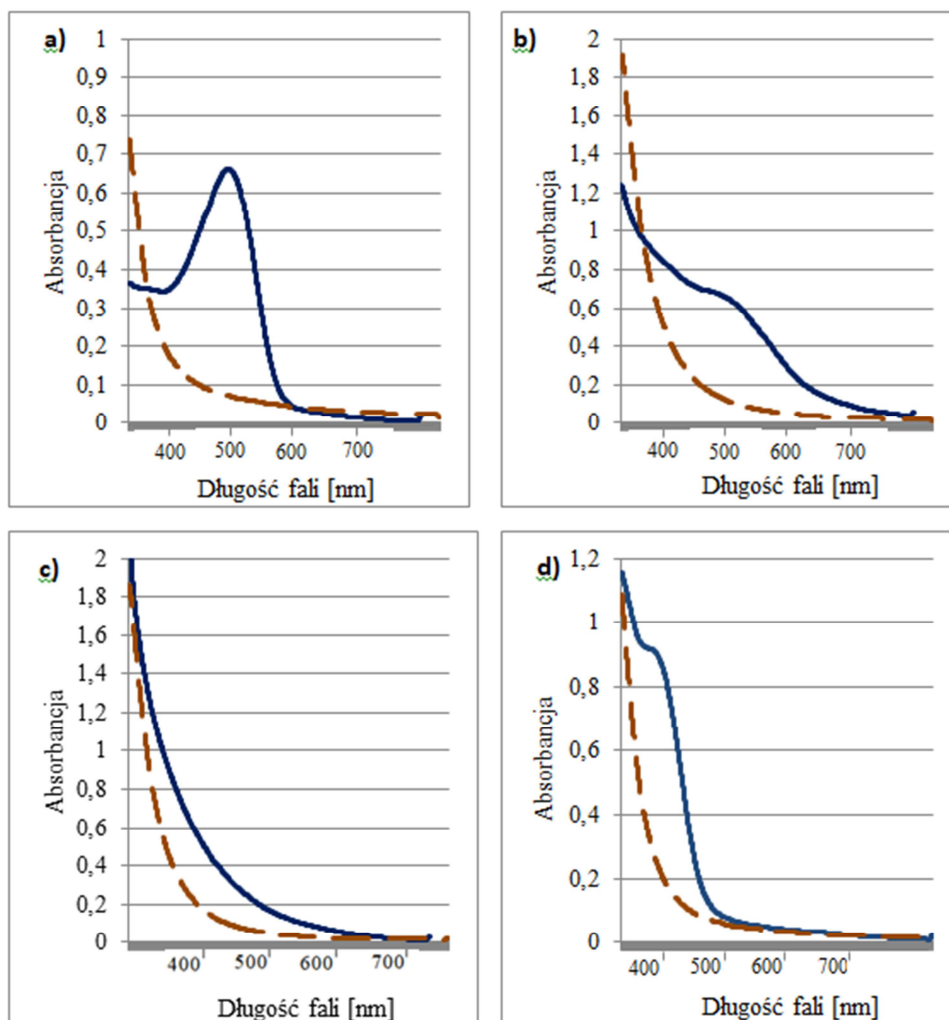 a)
1
0,9
0,8
0,7
0,6
0,5
0,4
0,3
0,2
0,1
0
Absorbancja
400 500 600 700
Długość fali [nm]
b)
2
1,8
1,6
1,4
1,2
1
0,8
0,6
0,4
0,2
0
Absorbancja
400 500 600 700
Długość fali [nm]
c)
2
1,8
1,6
1,4
1,2
1
0,8
0,6
0,4
0,2
0
Absorbancja
400 500 600 700
Długość fali [nm]
d)
1,2
1
0,8
0,6
0,4
0,2
0
Absorbancja
400 500 600 700
Długość fali [nm]